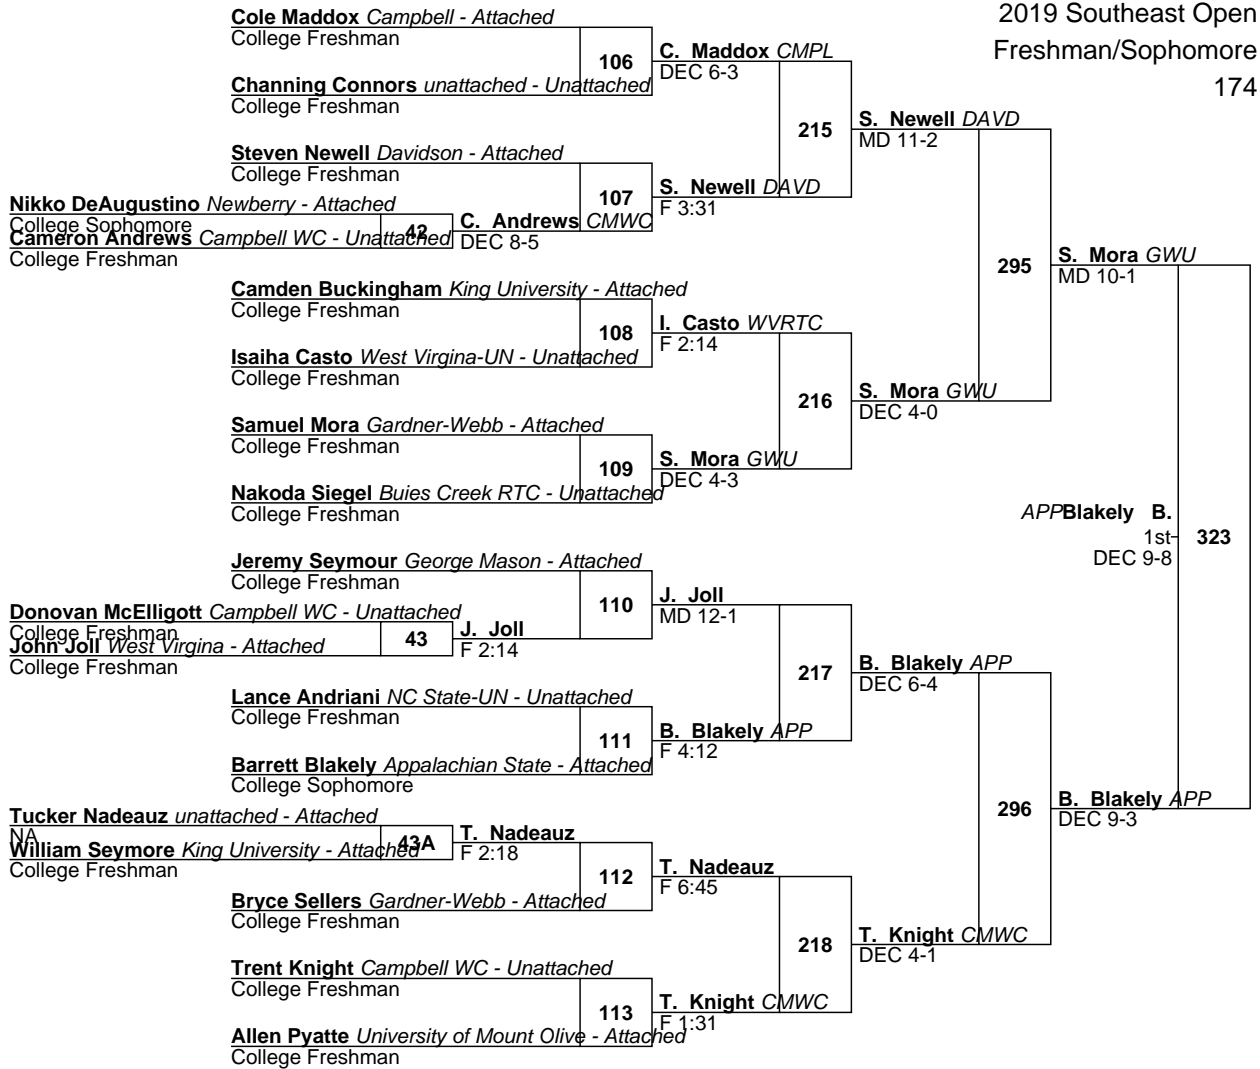 2019 Southeast Open
Freshman/Sophomore
174
Cole Maddox Campbell - Attached
College Freshman
106
C. Maddox CMPL
DEC 6-3
Channing Connors unattached - Unattached
College Freshman
215
S. Newell DAVD
MD 11-2
Steven Newell Davidson - Attached
College Freshman
107
S. Newell DAVD
F 3:31
Nikko DeAugustino Newberry - Attached
College Sophomore
42
C. Andrews CMWC
DEC 8-5
Cameron Andrews Campbell WC - Unattached
College Freshman
295
S. Mora GWU
MD 10-1
Camden Buckingham King University - Attached
College Freshman
108
I. Casto WVRTC
F 2:14
Isaiha Casto West Virgina-UN - Unattached
College Freshman
216
S. Mora GWU
DEC 4-0
Samuel Mora Gardner-Webb - Attached
College Freshman
109
S. Mora GWU
DEC 4-3
Nakoda Siegel Buies Creek RTC - Unattached
College Freshman
APPBlakely B.
1st
323
DEC 9-8
Jeremy Seymour George Mason - Attached
College Freshman
110
J. Joll
MD 12-1
Donovan McElligott Campbell WC - Unattached
College Freshman
43
J. Joll
F 2:14
John Joll West Virgina - Attached
College Freshman
217
B. Blakely APP
DEC 6-4
Lance Andriani NC State-UN - Unattached
College Freshman
111
B. Blakely APP
F 4:12
Barrett Blakely Appalachian State - Attached
College Sophomore
296
B. Blakely APP
DEC 9-3
Tucker Nadeauz unattached - Attached
NA
43A
T. Nadeauz
F 2:18
William Seymore King University - Attached
College Freshman
112
T. Nadeauz
F 6:45
Bryce Sellers Gardner-Webb - Attached
College Freshman
218
T. Knight CMWC
DEC 4-1
Trent Knight Campbell WC - Unattached
College Freshman
113
T. Knight CMWC
F 1:31
Allen Pyatte University of Mount Olive - Attached
College Freshman